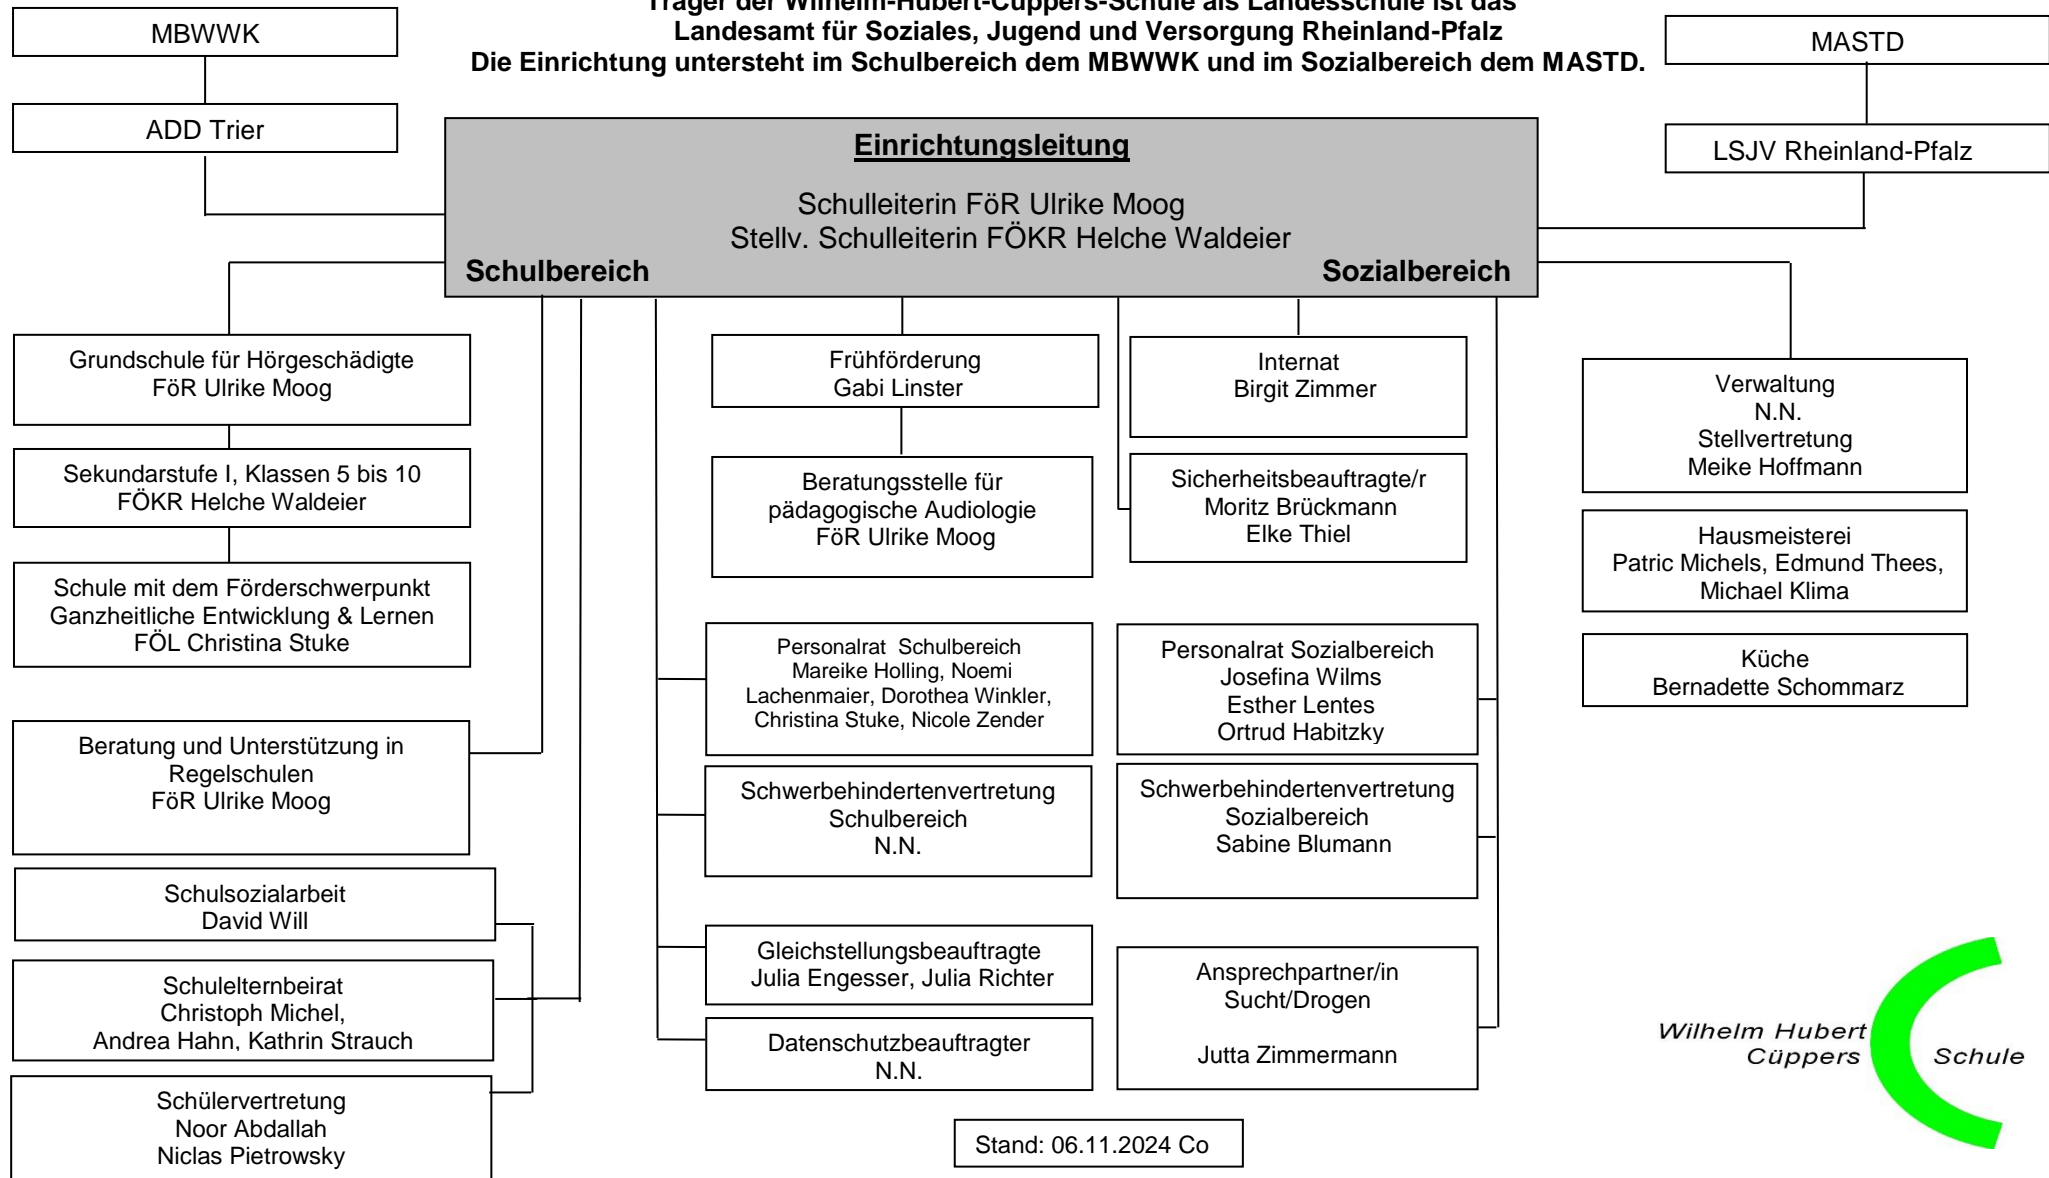 Träger der Wilhelm-Hubert-Cüppers-Schule als Landesschule ist das
Landesamt für Soziales, Jugend und Versorgung Rheinland-Pfalz
Die Einrichtung untersteht im Schulbereich dem MBWWK und im Sozialbereich dem MASTD.
MBWWK
ADD Trier
MASTD
LSJV Rheinland-Pfalz
Einrichtungsleitung
Schulleiterin FöR Ulrike Moog
Stellv. Schulleiterin FÖKR Helche Waldeier
Schulbereich
Sozialbereich
Grundschule für Hörgeschädigte
FöR Ulrike Moog
Sekundarstufe I, Klassen 5 bis 10
FÖKR Helche Waldeier
Schule mit dem Förderschwerpunkt
Ganzheitliche Entwicklung & Lernen
FÖL Christina Stuke
Beratung und Unterstützung in
Regelschulen
FöR Ulrike Moog
Schulsozialarbeit
David Will
Schulelternbeirat
Christoph Michel,
Andrea Hahn, Kathrin Strauch
Schülervertretung
Noor Abdallah
Niclas Pietrowsky
Frühförderung
Gabi Linster
Beratungsstelle für
pädagogische Audiologie
FöR Ulrike Moog
Personalrat Schulbereich
Mareike Holling, Noemi
Lachenmaier, Dorothea Winkler,
Christina Stuke, Nicole Zender
Schwerbehindertenvertretung
Schulbereich
N.N.
Gleichstellungsbeauftragte
Julia Engesser, Julia Richter
Datenschutzbeauftragter
N.N.
Internat
Birgit Zimmer
Sicherheitsbeauftragte/r
Moritz Brückmann
Elke Thiel
Personalrat Sozialbereich
Josefina Wilms
Esther Lentes
Ortrud Habitzky
Schwerbehindertenvertretung
Sozialbereich
Sabine Blumann
Ansprechpartner/in
Sucht/Drogen
Jutta Zimmermann
Verwaltung
N.N.
Stellvertretung
Meike Hoffmann
Hausmeisterei
Patric Michels, Edmund Thees,
Michael Klima
Küche
Bernadette Schommarz
Stand: 06.11.2024 Co
Wilhelm Hubert
Cüppers Schule